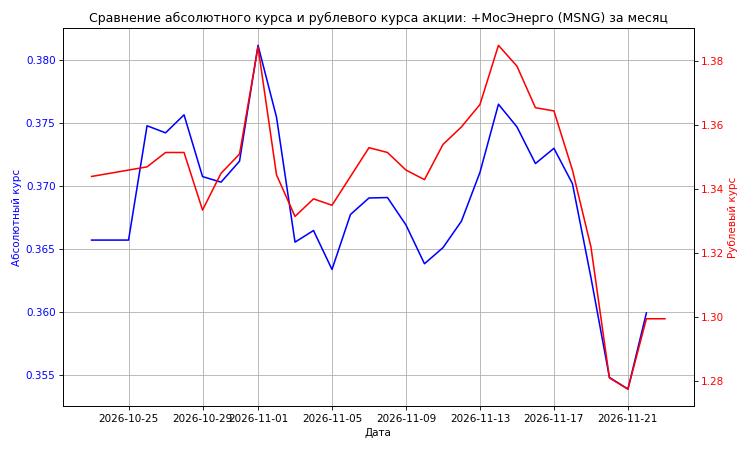 Сравнение абсолютного курса и рублевого курса акции: +МосЭнерго (MSNG) за месяц
0.380
0.375
0.370
0.365
0.360
0.355
Абсолютный курс
1.38
1.36
1.34
1.32
1.30
1.28
Рублевый курс
2026-10-25 2026-10-29 2026-11-01 2026-11-05 2026-11-09 2026-11-13 2026-11-17 2026-11-21
Дата